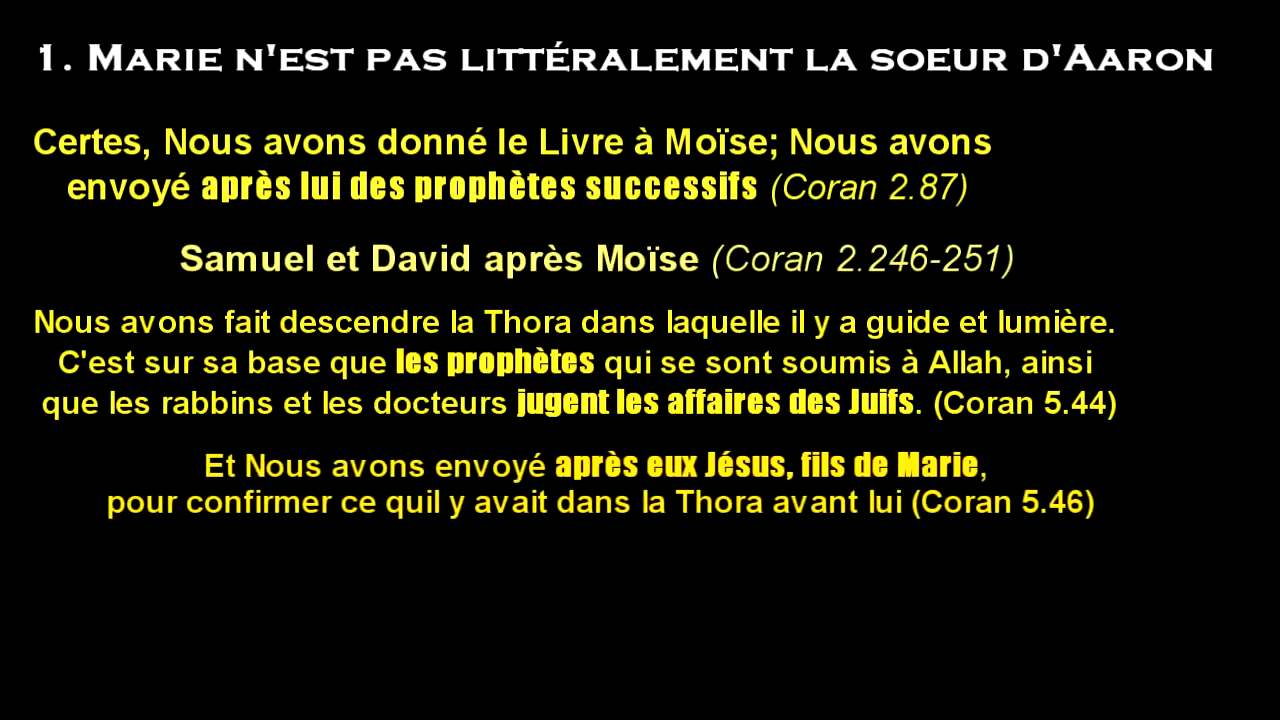 1. Marie n'est pas littéralement la soeur d'Aaron
Certes, Nous avons donné le Livre à Moïse; Nous avons
envoyé après lui des prophètes successifs (Coran 2.87)
Samuel et David après Moïse (Coran 2.246-251)
Nous avons fait descendre la Thora dans laquelle il y a guide et lumière.
C'est sur sa base que les prophètes qui se sont soumis à Allah, ainsi
que les rabbins et les docteurs jugent les affaires des Juifs. (Coran 5.44)
Et Nous avons envoyé après eux Jésus, fils de Marie,
pour confirmer ce quil y avait dans la Thora avant lui (Coran 5.46)